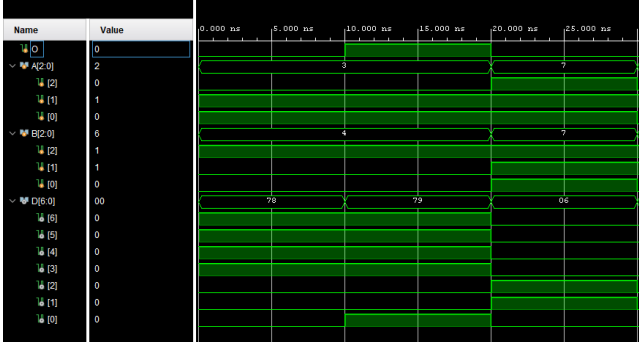 Name Value 0.000 ns 5.000 ns 10.000 ns 15.000 ns 20.000 ns 25.000 ns
O 0
A[2:0] 2 3 7
[2] 0
[1] 1
[0] 0
B[2:0] 6 4 7
[2] 1
[1] 1
[0] 0
D[6:0] 00 78 79 06
[6] 0
[5] 0
[4] 0
[3] 0
[2] 0
[1] 0
[0] 0